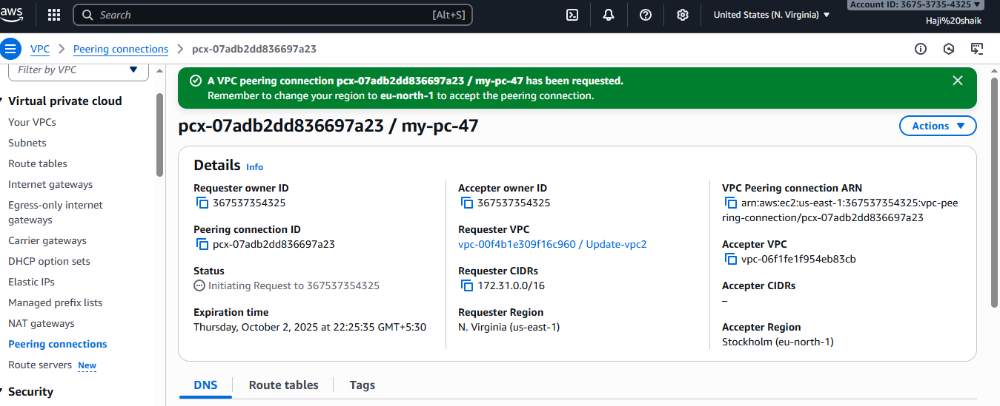 aws
Search
[Alt+S]
United States (N. Virginia)
Account ID: 3675-3735-4325
Haji%20shaik
VPC
Peering connections
pcx-07adb2dd836697a23
Filter by VPC
Virtual private cloud
Your VPCs
Subnets
Route tables
Internet gateways
Egress-only internet
gateways
Carrier gateways
DHCP option sets
Elastic IPs
Managed prefix lists
NAT gateways
Peering connections
Route servers New
Security
A VPC peering connection pcx-07adb2dd836697a23 / my-pc-47 has been requested.
Remember to change your region to eu-north-1 to accept the peering connection.
pcx-07adb2dd836697a23 / my-pc-47
Actions
Details Info
Requester owner ID
367537354325
Peering connection ID
pcx-07adb2dd836697a23
Status
Initiating Request to 367537354325
Expiration time
Thursday, October 2, 2025 at 22:25:35 GMT+5:30
Accepter owner ID
367537354325
Requester VPC
vpc-00f4b1e309f16c960 / Update-vpc2
Requester CIDRs
172.31.0.0/16
Requester Region
N. Virginia (us-east-1)
VPC Peering connection ARN
arn:aws:ec2:us-east-1:367537354325:vpc-pee
ring-connection/pcx-07adb2dd836697a23
Accepter VPC
vpc-06f1fe1f954eb83cb
Accepter CIDRs
–
Accepter Region
Stockholm (eu-north-1)
DNS
Route tables
Tags